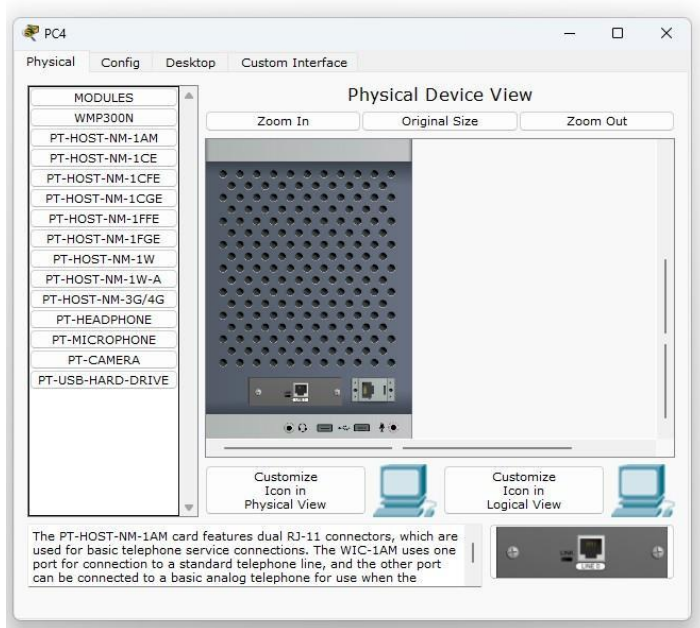 PC4
Physical Config Desktop Custom Interface
MODULES
WMP300N
PT-HOST-NM-1AM
PT-HOST-NM-1CE
PT-HOST-NM-1CFE
PT-HOST-NM-1CGE
PT-HOST-NM-1FFE
PT-HOST-NM-1FGE
PT-HOST-NM-1W
PT-HOST-NM-1W-A
PT-HOST-NM-3G/4G
PT-HEADPHONE
PT-MICROPHONE
PT-CAMERA
PT-USB-HARD-DRIVE
Physical Device View
Zoom In Original Size Zoom Out
LINE 0
Customize
Icon in
Physical View
Customize
Icon in
Logical View
The PT-HOST-NM-1AM card features dual RJ-11 connectors, which are
used for basic telephone service connections. The WIC-1AM uses one
port for connection to a standard telephone line, and the other port
can be connected to a basic analog telephone for use when the
LINK
LINE 0